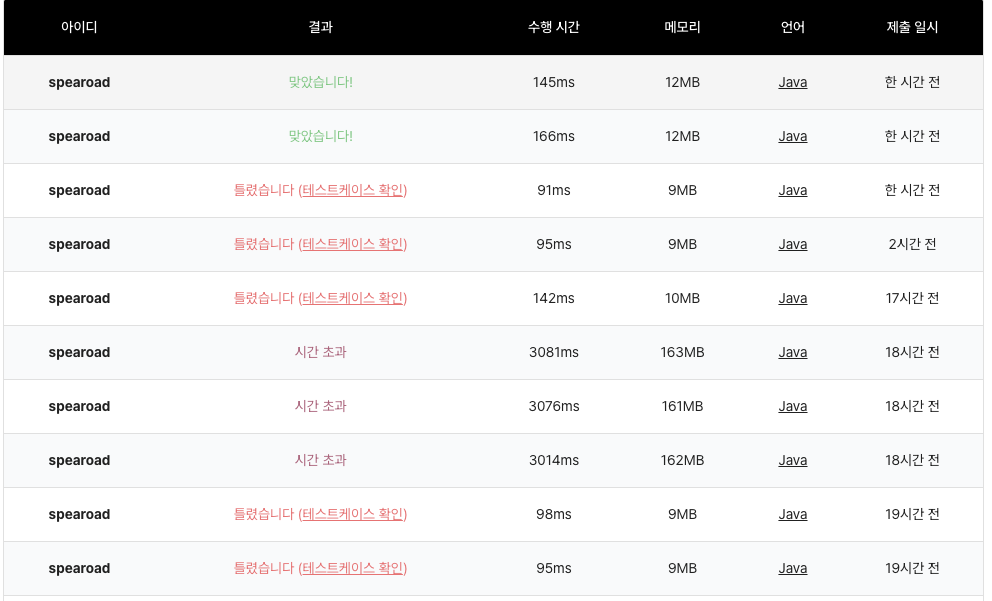 아이디 결과 수행 시간 메모리 언어 제출 일시
spearoad 맞았습니다! 145ms 12MB Java 한 시간 전
spearoad 맞았습니다! 166ms 12MB Java 한 시간 전
spearoad 틀렸습니다 (테스트케이스 확인) 91ms 9MB Java 한 시간 전
spearoad 틀렸습니다 (테스트케이스 확인) 95ms 9MB Java 2시간 전
spearoad 틀렸습니다 (테스트케이스 확인) 142ms 10MB Java 17시간 전
spearoad 시간 초과 3081ms 163MB Java 18시간 전
spearoad 시간 초과 3076ms 161MB Java 18시간 전
spearoad 시간 초과 3014ms 162MB Java 18시간 전
spearoad 틀렸습니다 (테스트케이스 확인) 98ms 9MB Java 19시간 전
spearoad 틀렸습니다 (테스트케이스 확인) 95ms 9MB Java 19시간 전